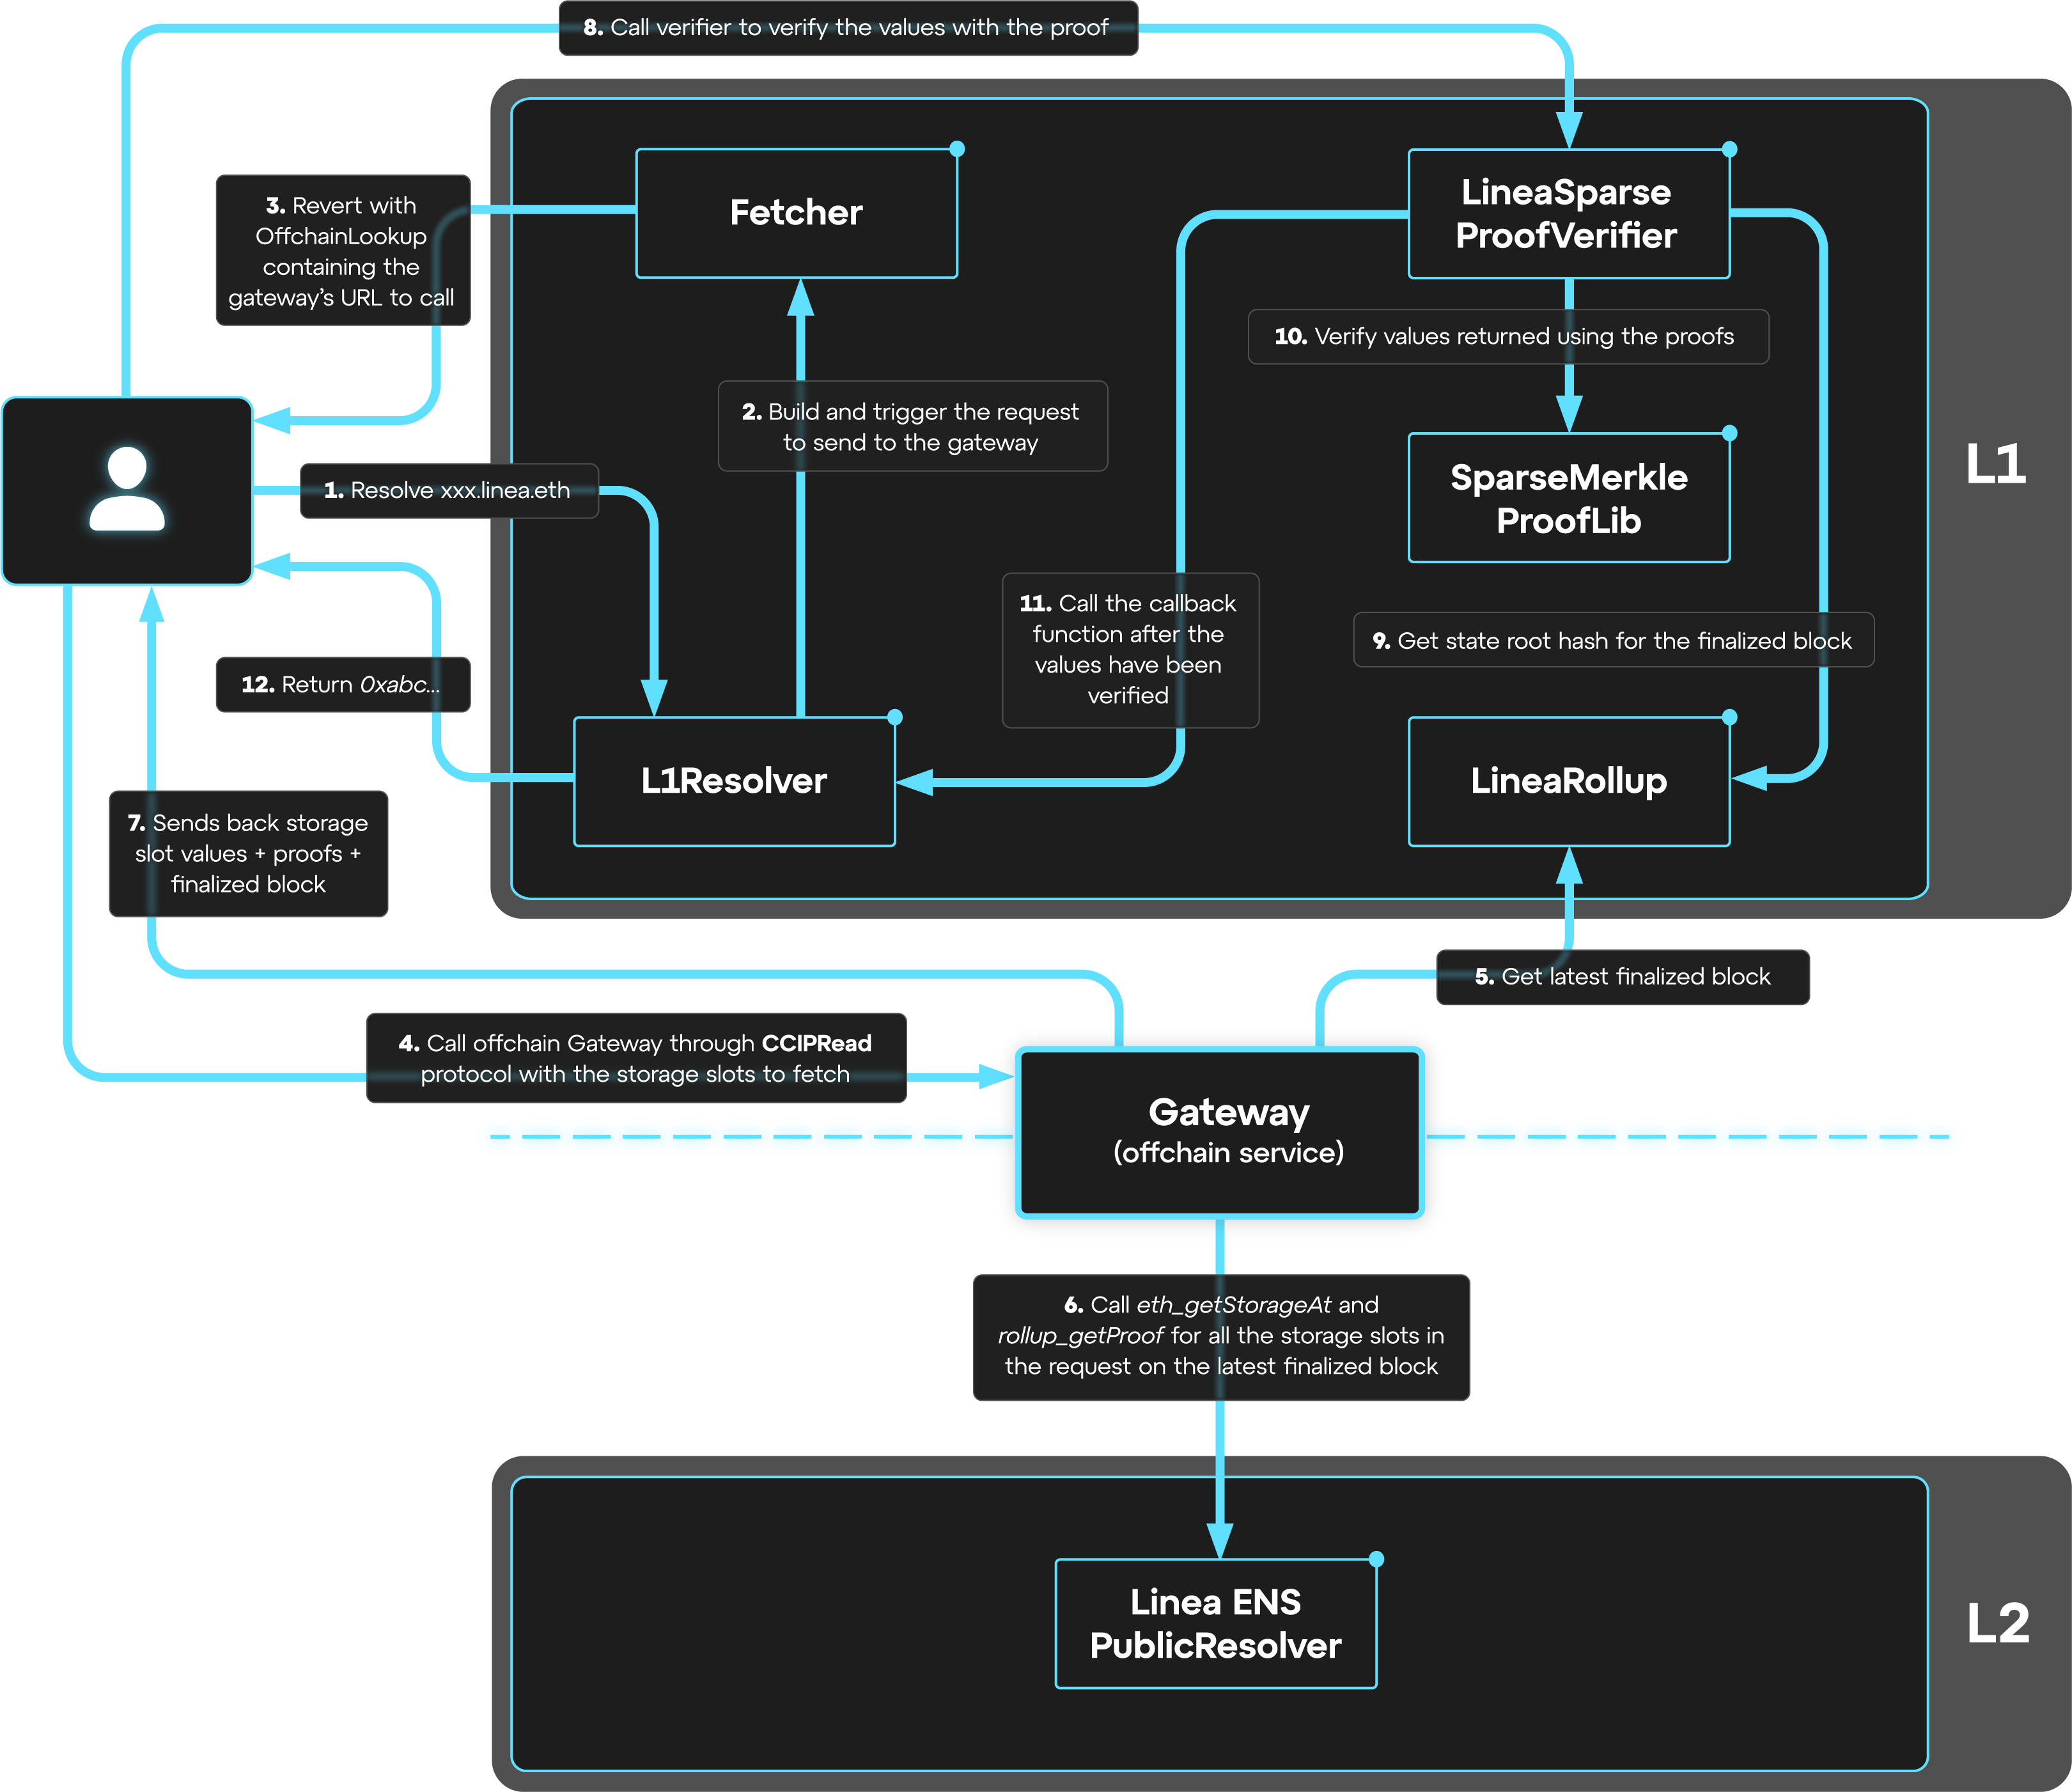 8. Call verifier to verify the values with the proof
3. Revert with
OffchainLookup
containing the
gateway’s URL to call
Fetcher
LineaSparse
ProofVerifier
10. Verify values returned using the proofs
2. Build and trigger the request
to send to the gateway
L1
1. Resolve xxx.linea.eth
SparseMerkle
ProofLib
11. Call the callback
function after the
values have been
verified
9. Get state root hash for the finalized block
12. Return 0xabc...
L1Resolver
LineaRollup
7. Sends back storage
slot values + proofs +
finalized block
5. Get latest finalized block
4. Call offchain Gateway through CCIPRead
protocol with the storage slots to fetch
Gateway
(offchain service)
6. Call eth_getStorageAt and
rollup_getProof for all the storage slots in
the request on the latest finalized block
Linea ENS
PublicResolver
L2